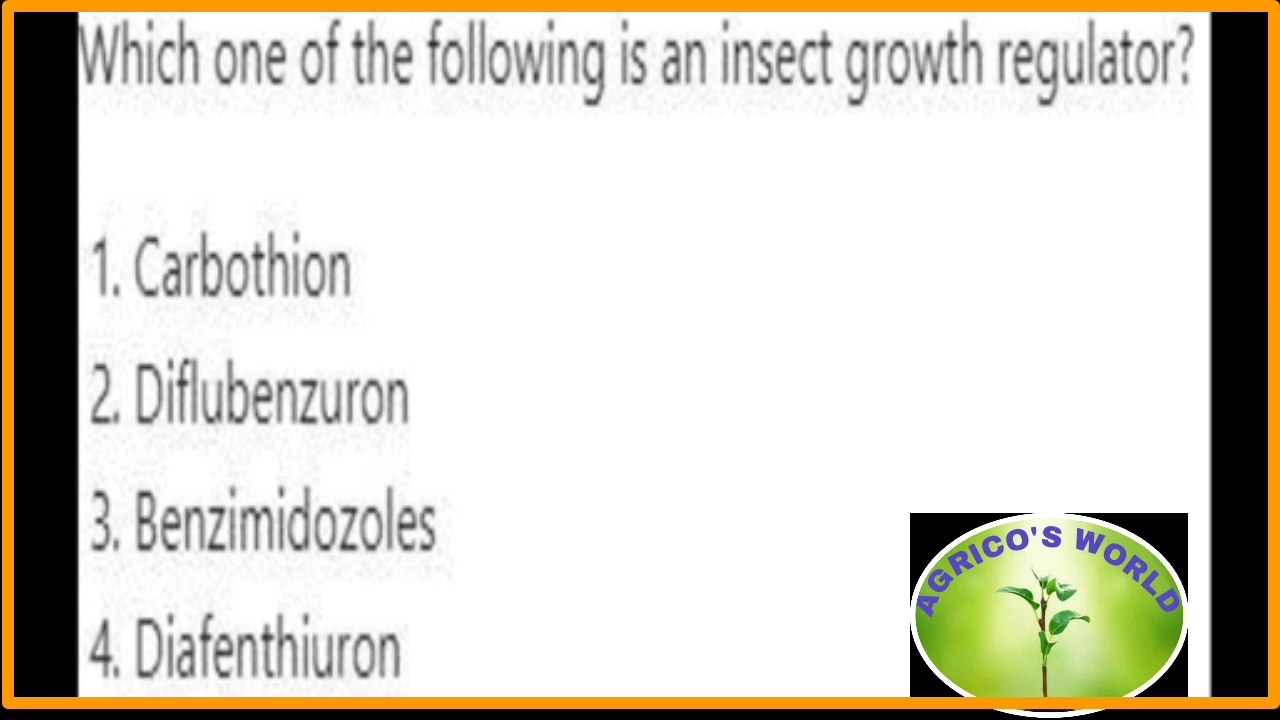 Which one of the following is an insect growth regulator?
1. Carbothion
2. Diflubenzuron
3. Benzimidozoles
4. Diafenthiuron
AGRICO'S WORLD